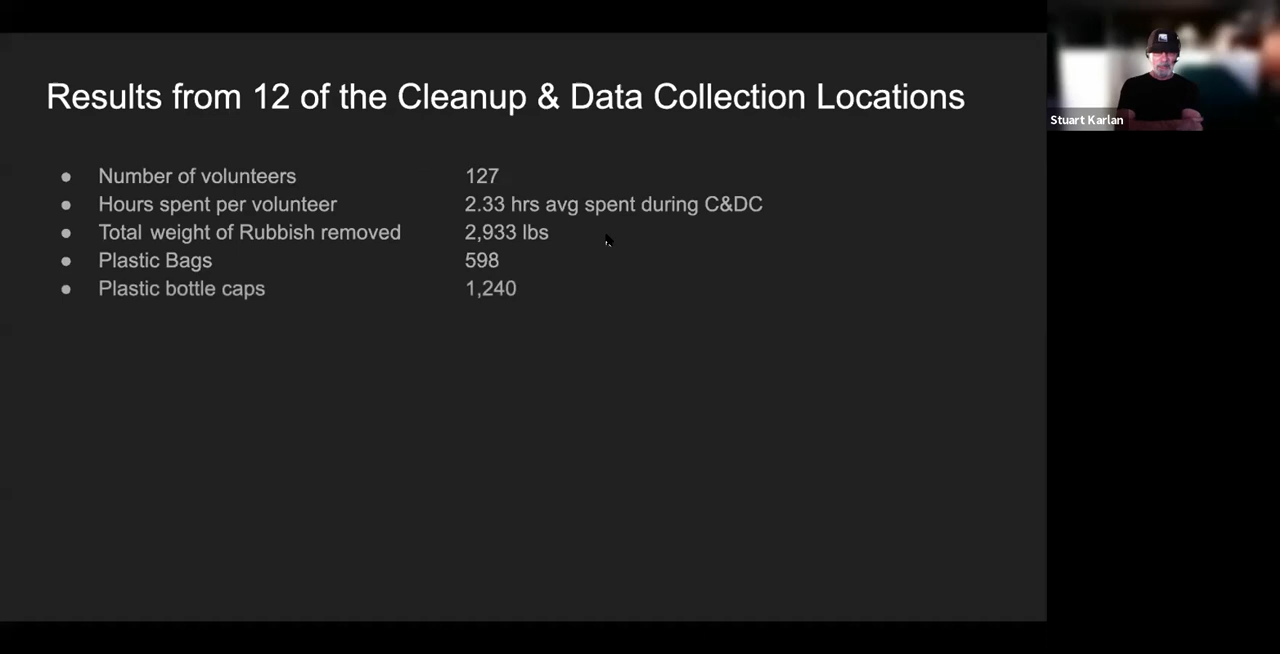 Results from 12 of the Cleanup & Data Collection Locations
● Number of volunteers 127
● Hours spent per volunteer 2.33 hrs avg spent during C&DC
● Total weight of Rubbish removed 2,933 lbs
● Plastic Bags 598
● Plastic bottle caps 1,240
Stuart Karlan